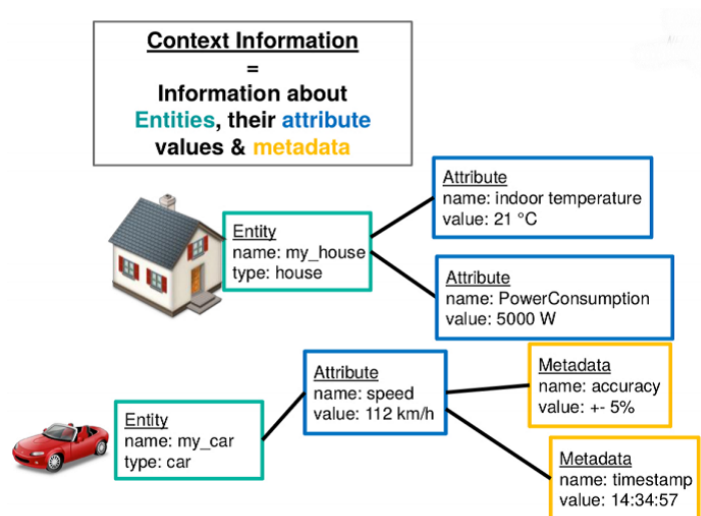 Context Information
=
Information about
Entities, their attribute
values & metadata
Attribute
name: indoor temperature
value: 21 °C
Entity
name: my_house
type: house
Attribute
name: PowerConsumption
value: 5000 W
Attribute
name: speed
value: 112 km/h
Metadata
name: accuracy
value: +- 5%
Entity
name: my_car
type: car
Metadata
name: timestamp
value: 14:34:57